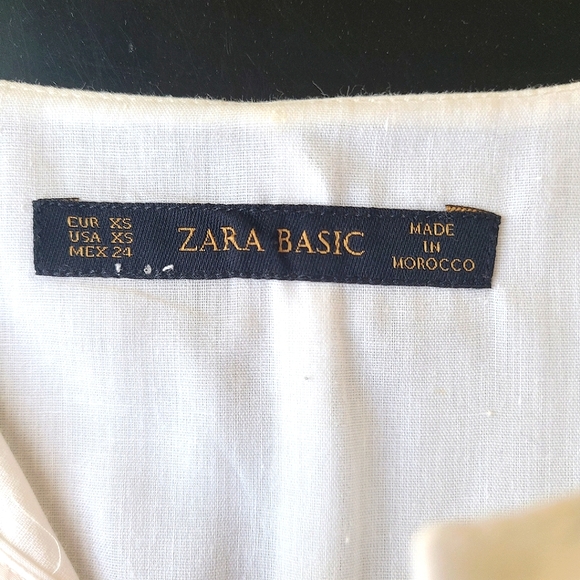 EUR XS
USA XS
MEX 24
ZARA BASIC
MADE
IN
MOROCCO